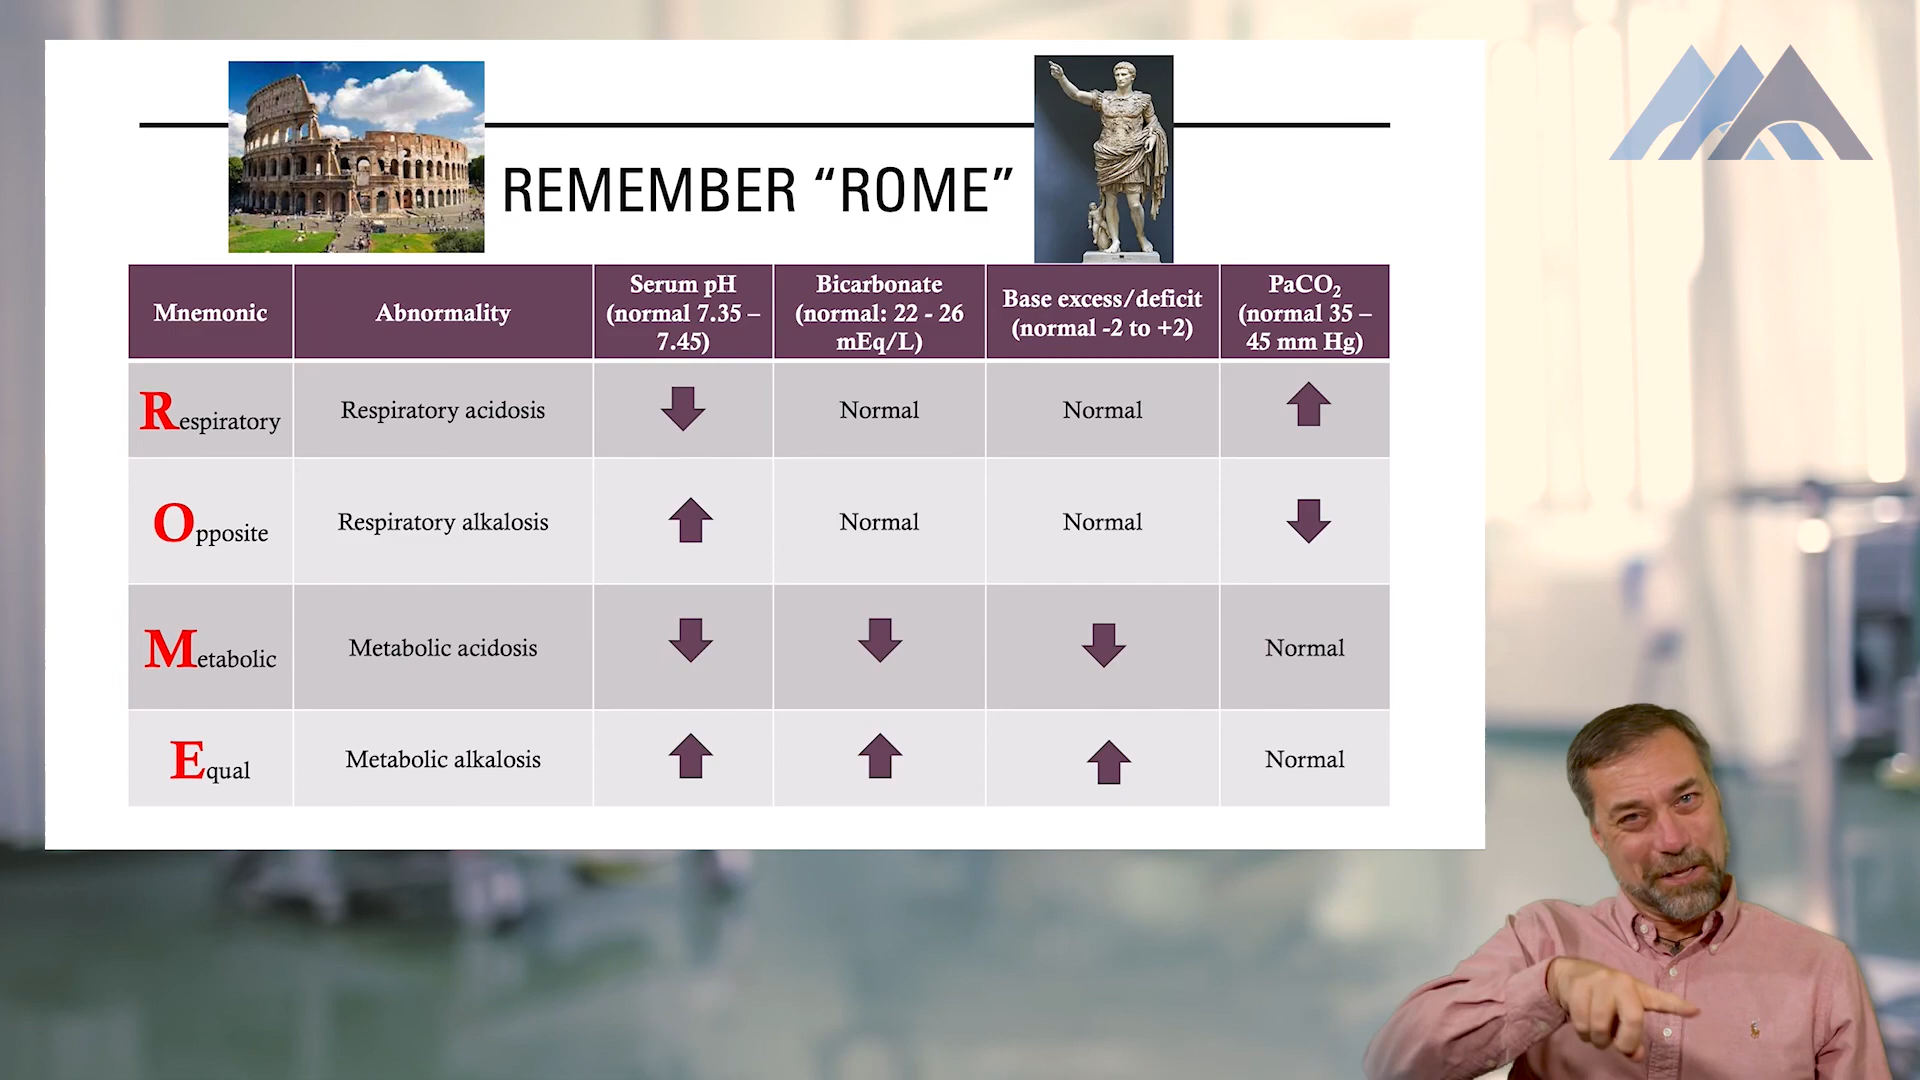 REMEMBER “ROME”
Mnemonic
Abnormality
Serum pH
(normal 7.35 –
7.45)
Bicarbonate
(normal: 22 - 26
mEq/L)
Base excess/deficit
(normal -2 to +2)
PaCO₂
(normal 35 –
45 mm Hg)
Respiratory
Respiratory acidosis
Normal
Normal
Opposite
Respiratory alkalosis
Normal
Normal
Metabolic
Metabolic acidosis
Normal
Equal
Metabolic alkalosis
Normal